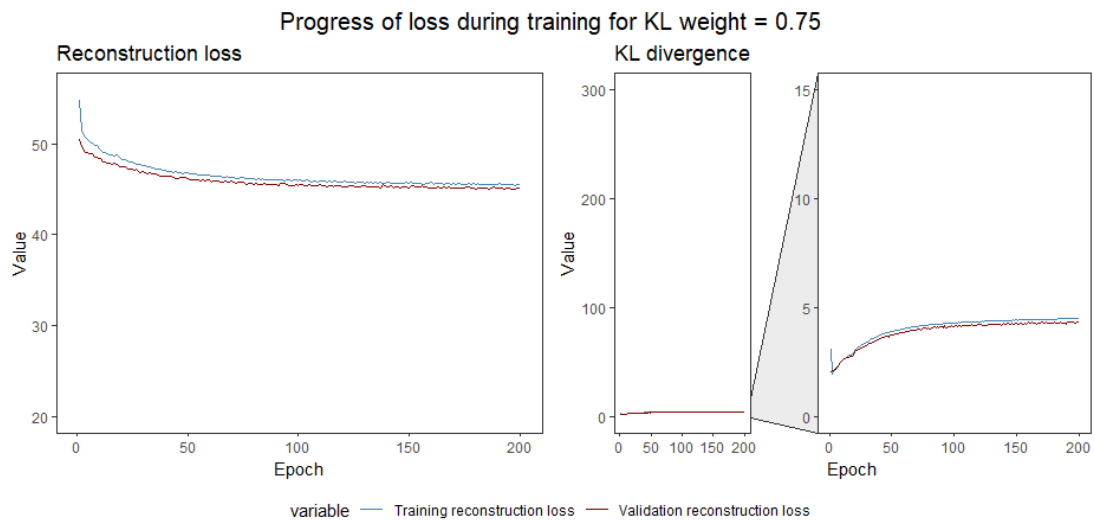 Progress of loss during training for KL weight = 0.75
Reconstruction loss
Value
50
40
30
20
0 50 100 150 200
Epoch
KL divergence
Value
300
200
100
0
0 50 100 150 200
15
10
5
0
0 50 100 150 200
Epoch
variable Training reconstruction loss Validation reconstruction loss